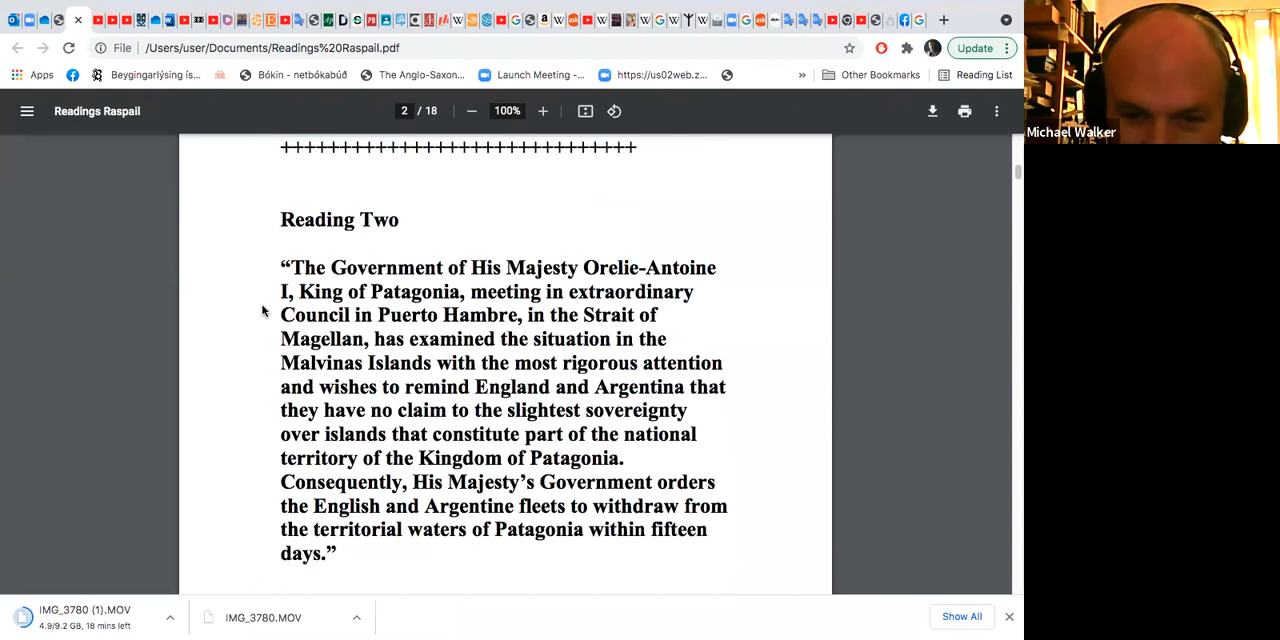 File
/Users/user/Documents/Readings%20Raspail.pdf
Update
Apps
Beygingarlýsing ís...
Bókin - netbókabúð
The Anglo-Saxon...
Launch Meeting -...
https://us02web.z...
»
Other Bookmarks
Reading List
Readings Raspail
2 / 18
100%
Michael Walker
++++++++++++++++++++++++++++++
Reading Two
“The Government of His Majesty Orelie-Antoine
I, King of Patagonia, meeting in extraordinary
Council in Puerto Hambre, in the Strait of
Magellan, has examined the situation in the
Malvinas Islands with the most rigorous attention
and wishes to remind England and Argentina that
they have no claim to the slightest sovereignty
over islands that constitute part of the national
territory of the Kingdom of Patagonia.
Consequently, His Majesty’s Government orders
the English and Argentine fleets to withdraw from
the territorial waters of Patagonia within fifteen
days.”
IMG_3780 (1).MOV
4.9/9.2 GB, 18 mins left
IMG_3780.MOV
Show All